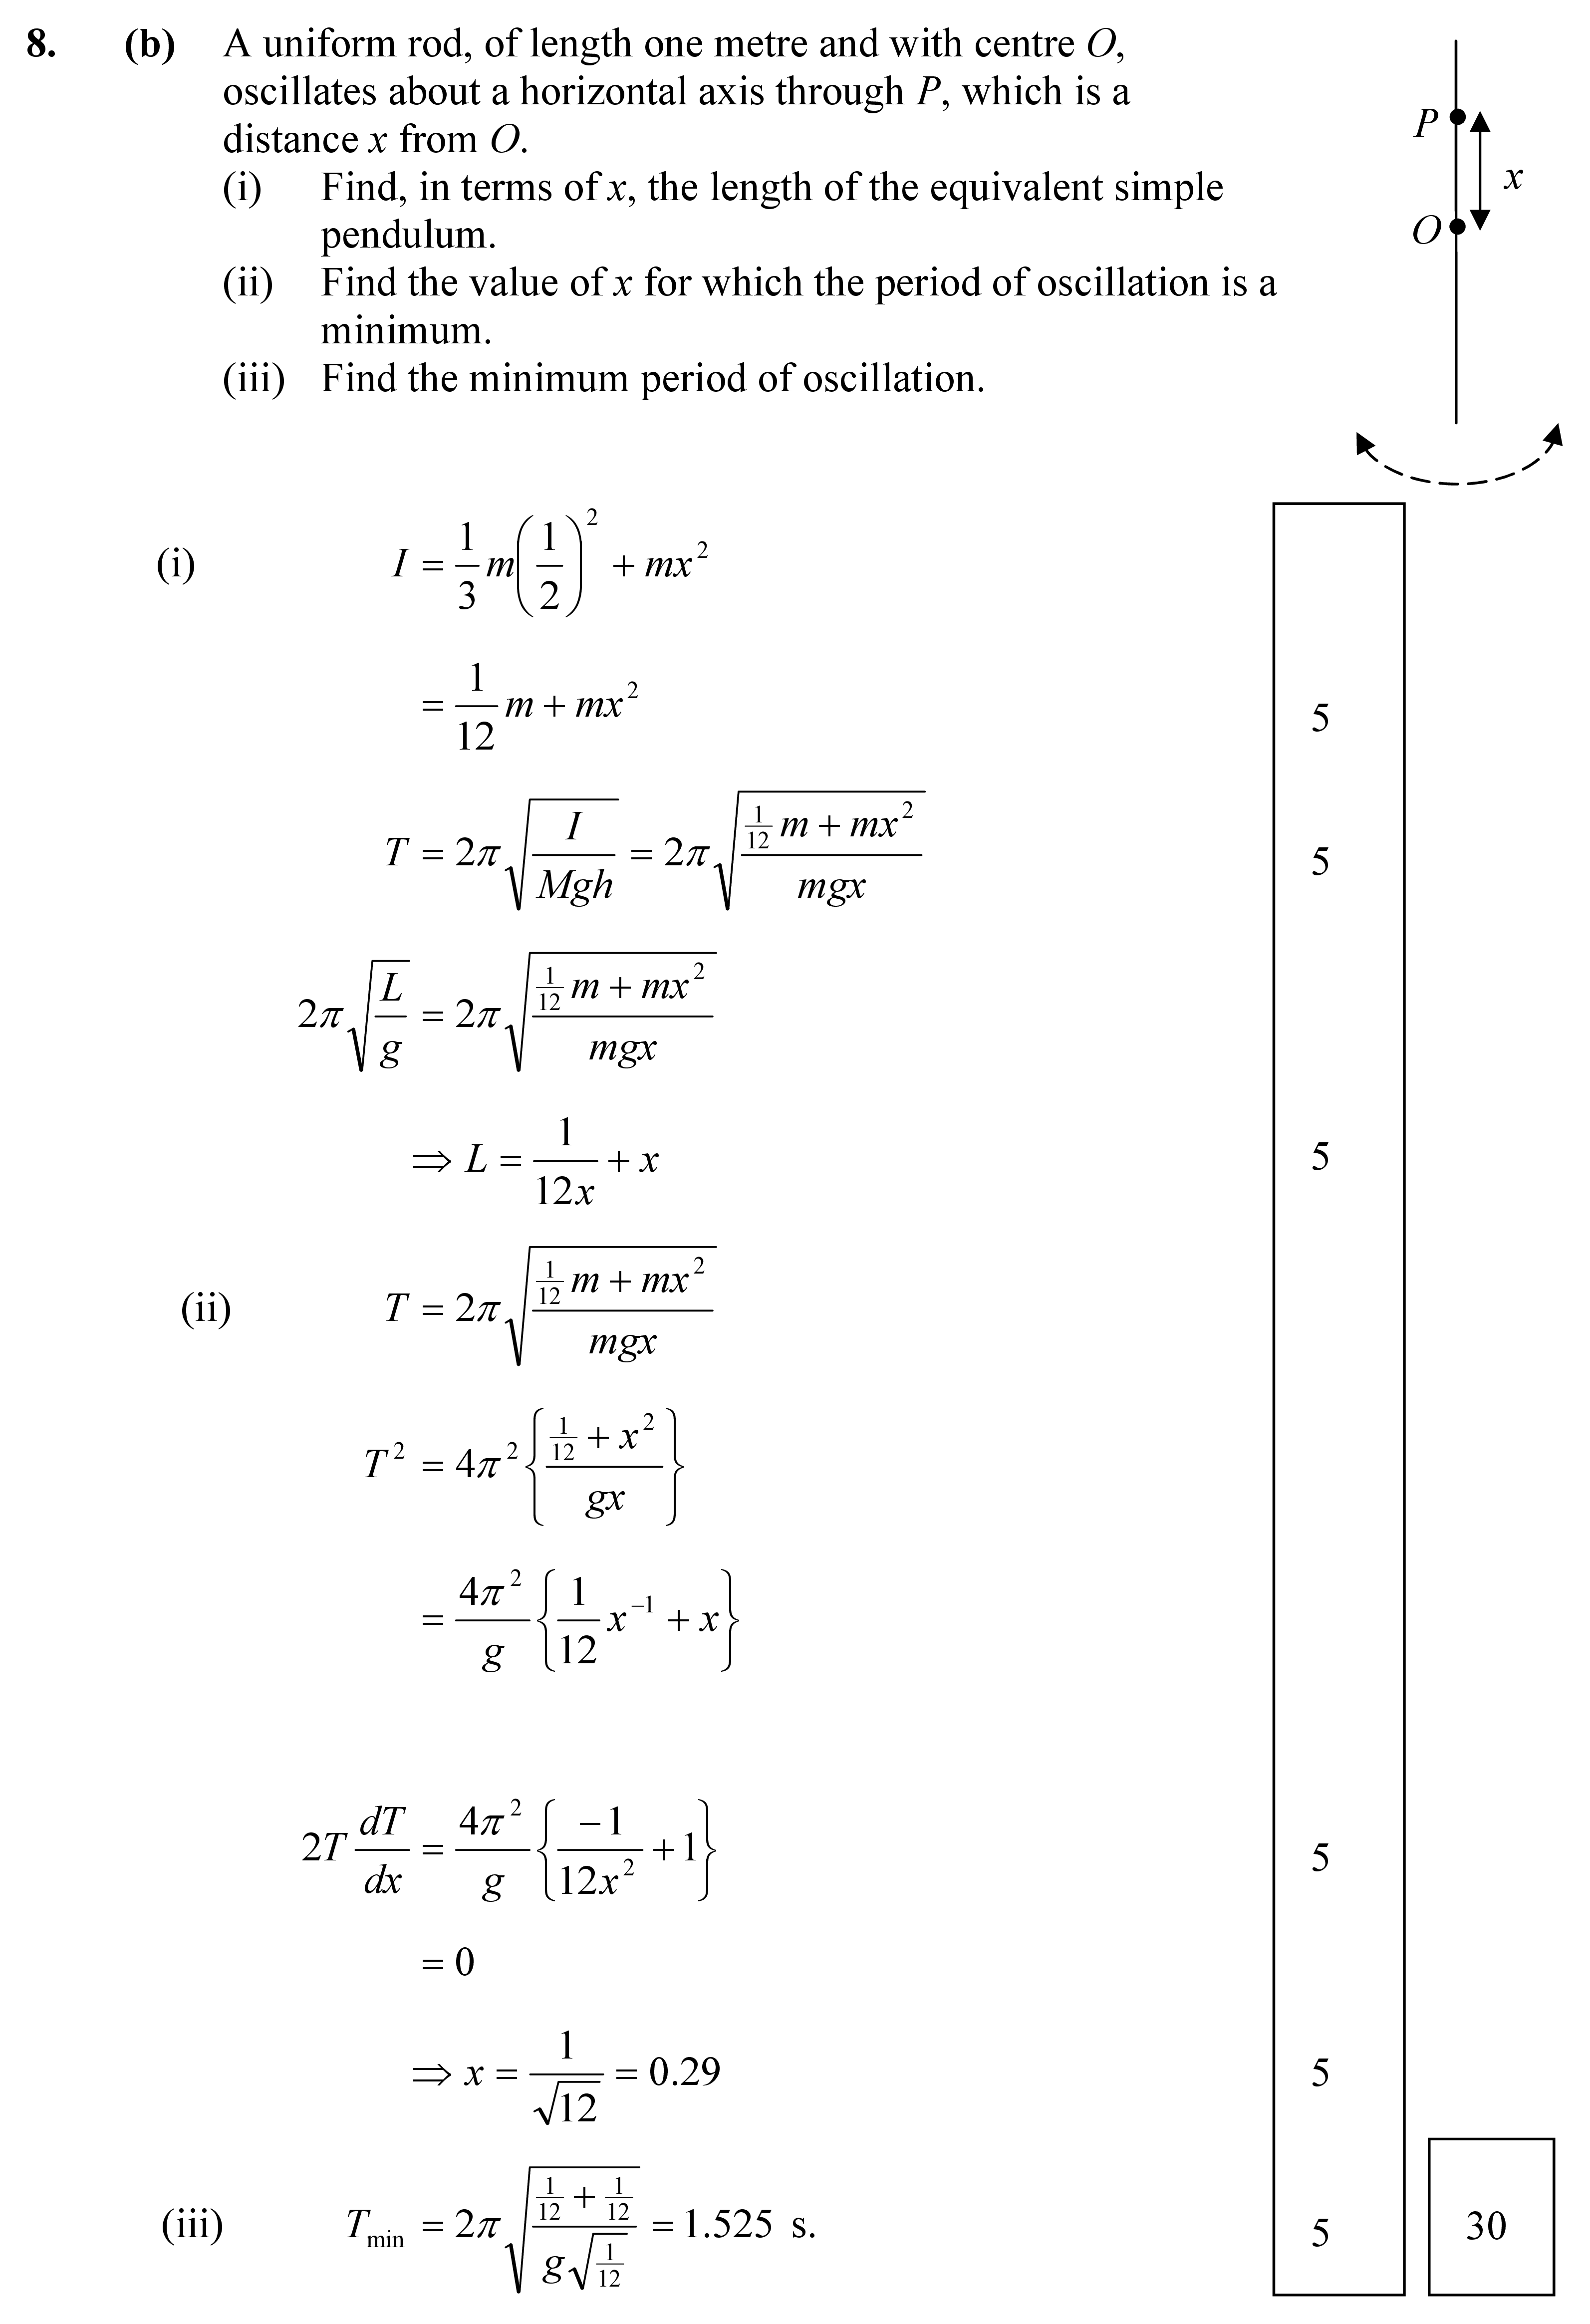 8. (b) A uniform rod, of length one metre and with centre O,
oscillates about a horizontal axis through P, which is a
distance x from O.
(i) Find, in terms of x, the length of the equivalent simple
pendulum.
(ii) Find the value of x for which the period of oscillation is a
minimum.
(iii) Find the minimum period of oscillation.
P
x
O
(i) I = \frac{1}{3} m \left( \frac{1}{2} \right)^2 + mx^2
= \frac{1}{12} m + mx^2 5
T = 2\pi \sqrt{\frac{I}{Mgh}} = 2\pi \sqrt{\frac{\frac{1}{12} m + mx^2}{mgx}} 5
2\pi \sqrt{\frac{L}{g}} = 2\pi \sqrt{\frac{\frac{1}{12} m + mx^2}{mgx}}
⇒ L = \frac{1}{12x} + x 5
(ii) T = 2\pi \sqrt{\frac{\frac{1}{12} m + mx^2}{mgx}}
T^2 = 4\pi^2 \left\{ \frac{\frac{1}{12} + x^2}{gx} \right\}
= \frac{4\pi^2}{g} \left\{ \frac{1}{12} x^{-1} + x \right\}
2T \frac{dT}{dx} = \frac{4\pi^2}{g} \left\{ \frac{-1}{12x^2} + 1 \right\} 5
= 0
⇒ x = \frac{1}{\sqrt{12}} = 0.29 5
(iii) T_{min} = 2\pi \sqrt{\frac{\frac{1}{12} + \frac{1}{12}}{g\sqrt{\frac{1}{12}}}} = 1.525 s. 5 30